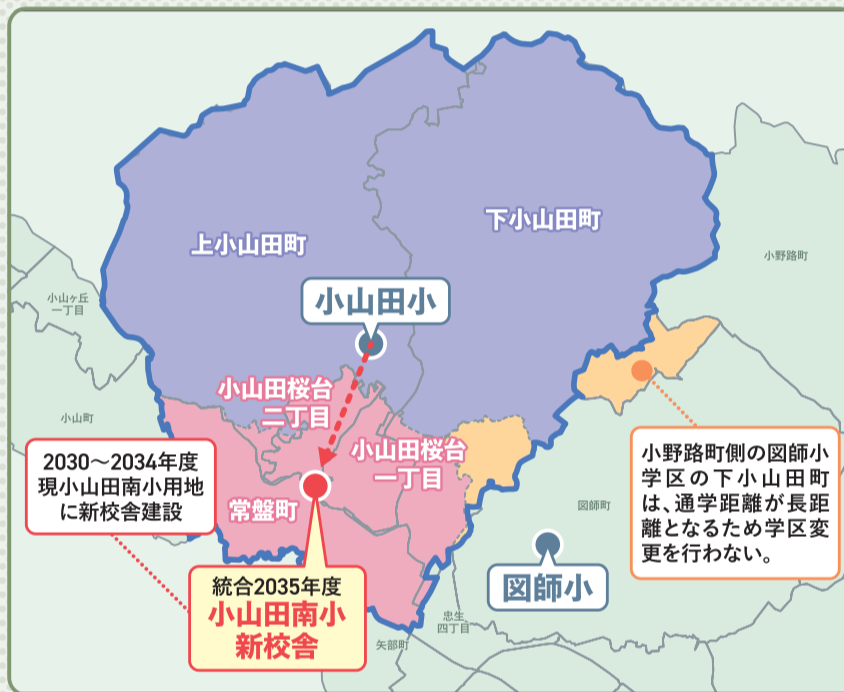 下小山田町
上小山田町
小野路町
小山ヶ丘
一丁目
小山田小
小山田桜台
二丁目
小山町
小山田桜台
一丁目
2030～2034年度
現小山田南小用地
に新校舎建設
常盤町
小野路町側の図師小
学区の下小山田町
は、通学距離が長距
離となるため学区変
更を行わない。
図師町
図師小
統合2035年度
小山田南小
新校舎
忠生
四丁目
矢部町